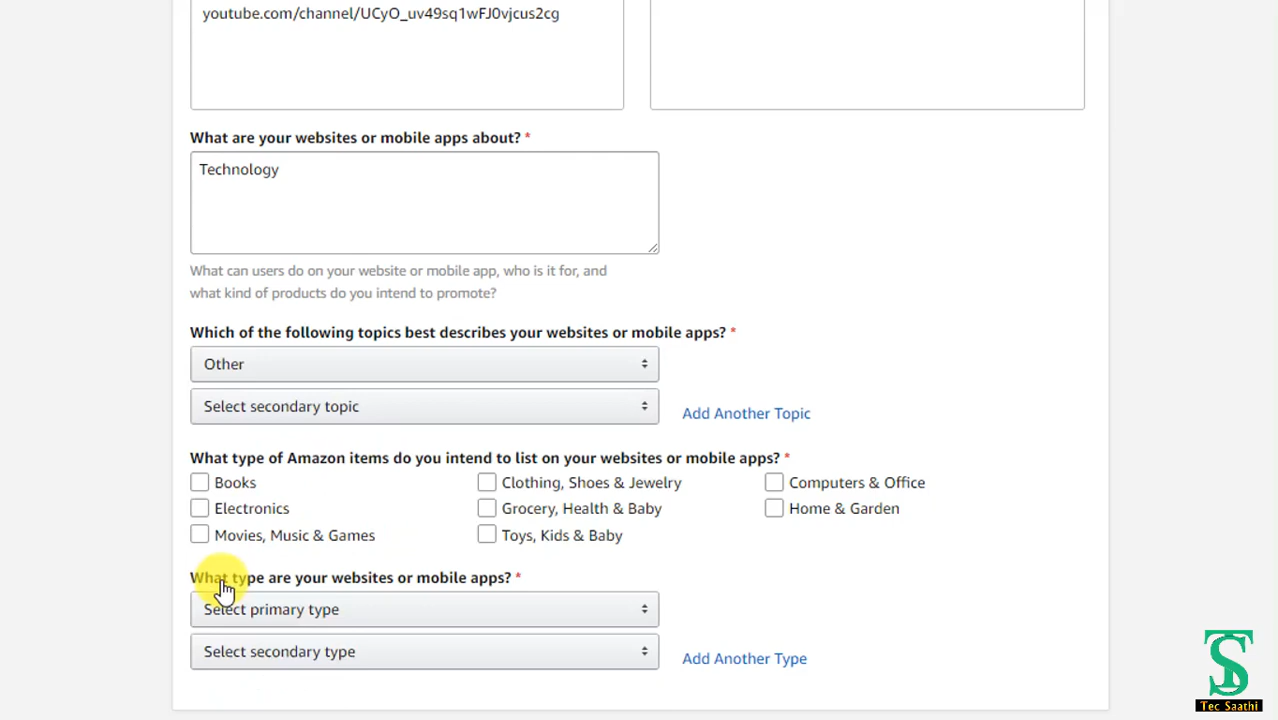 youtube.com/channel/UCyO_uv49sq1wFJ0vjcus2cg
What are your websites or mobile apps about? *
Technology
What can users do on your website or mobile app, who is it for, and
what kind of products do you intend to promote?
Which of the following topics best describes your websites or mobile apps? *
Other
Select secondary topic
Add Another Topic
What type of Amazon items do you intend to list on your websites or mobile apps? *
Books Clothing, Shoes & Jewelry Computers & Office
Electronics Grocery, Health & Baby Home & Garden
Movies, Music & Games Toys, Kids & Baby
What type are your websites or mobile apps? *
Select primary type
Select secondary type
Add Another Type
TS
Tec Saathi